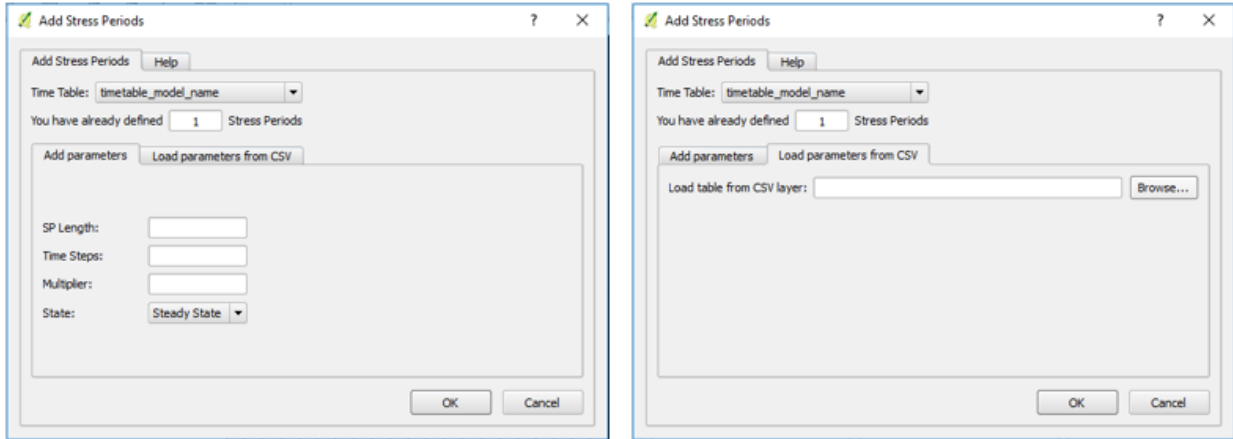 Add Stress Periods ? ×
Add Stress Periods Help
Time Table: timetable_model_name
You have already defined 1 Stress Periods
Add parameters Load parameters from CSV
SP Length:
Time Steps:
Multiplier:
State: Steady State
OK Cancel
Add Stress Periods ? ×
Add Stress Periods Help
Time Table: timetable_model_name
You have already defined 1 Stress Periods
Add parameters Load parameters from CSV
Load table from CSV layer: Browse...
OK Cancel